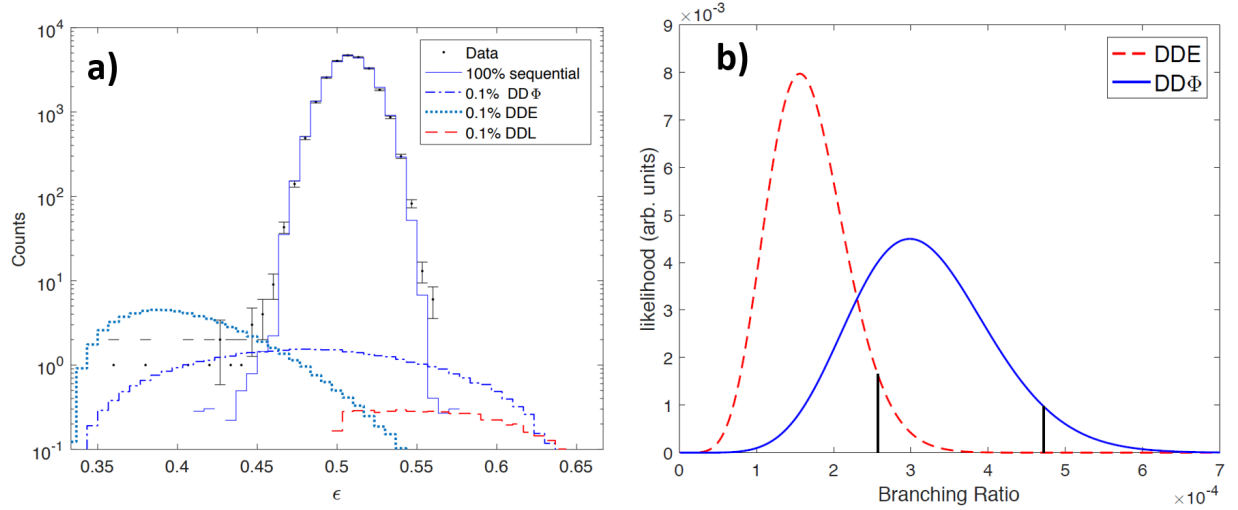 a)
10^4
10^3
10^2
10^1
10^0
10^-1
Counts
0.35 0.4 0.45 0.5 0.55 0.6 0.65
ϵ
Data
100% sequential
0.1% DDΦ
0.1% DDE
0.1% DDL
b)
×10^-3
9
8
7
6
5
4
3
2
1
0
likelihood (arb. units)
0 1 2 3 4 5 6 7
Branching Ratio
×10^-4
DDE
DDΦ